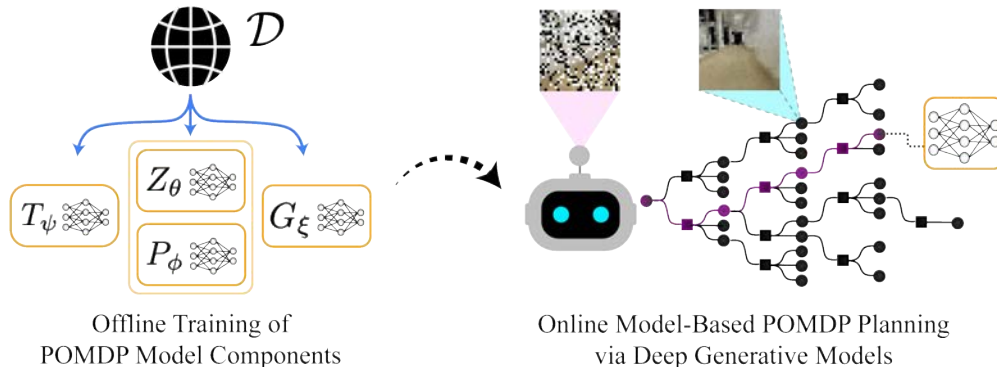 𝒟
Z_θ
T_ψ
G_ξ
P_ϕ
Offline Training of
POMDP Model Components
Online Model-Based POMDP Planning
via Deep Generative Models